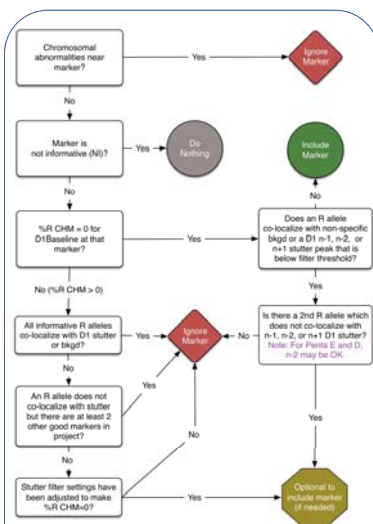 Chromosomal
abnormalities near
marker?
Yes
Ignore
Marker
No
Marker is
not informative (NI)?
Yes
Do
Nothing
Include
Marker
No
No
%R CHM = 0 for
D1Baseline at that
marker?
Yes
Does an R allele
co-localize with non-specific
bkgd or a D1 n-1, n-2, or
n+1 stutter peak that is
below filter threshold?
No (%R CHM > 0)
Yes
All informative R alleles
co-localize with D1 stutter
or bkgd?
Yes
Ignore
Marker
No
Is there a 2nd R allele which
does not co-localize with
n-1, n-2, or n+1 D1 stutter?
Note: For Penta E and D,
n-2 may be OK.
No
Yes
An R allele does not
co-localize with stutter
but there are at least 2
other good markers in
project?
No
Yes
No
Stutter filter settings have
been adjusted to make
%R CHM=0?
Yes
Optional to
include marker
(if needed)